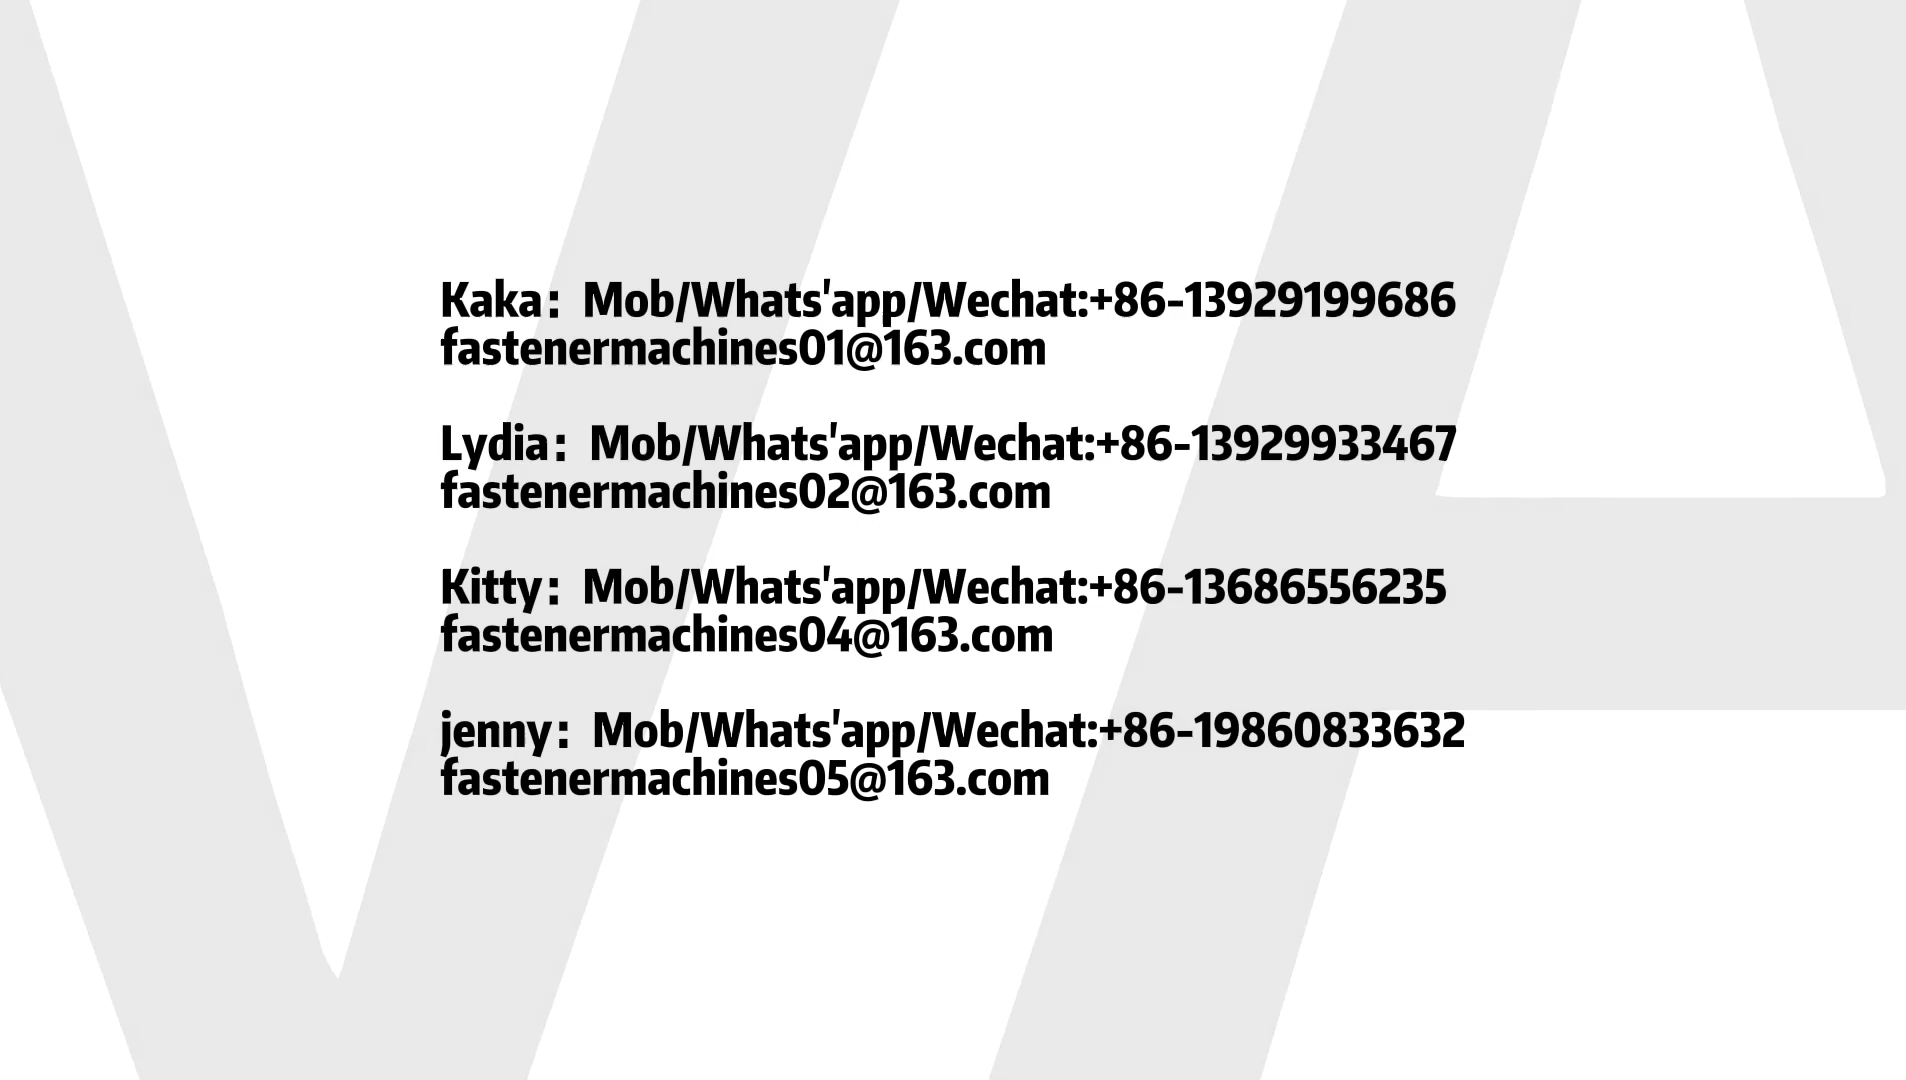 Kaka：Mob/Whats'app/Wechat:+86-13929199686
fastenermachines01@163.com
Lydia：Mob/Whats'app/Wechat:+86-13929933467
fastenermachines02@163.com
Kitty：Mob/Whats'app/Wechat:+86-13686556235
fastenermachines04@163.com
jenny：Mob/Whats'app/Wechat:+86-19860833632
fastenermachines05@163.com